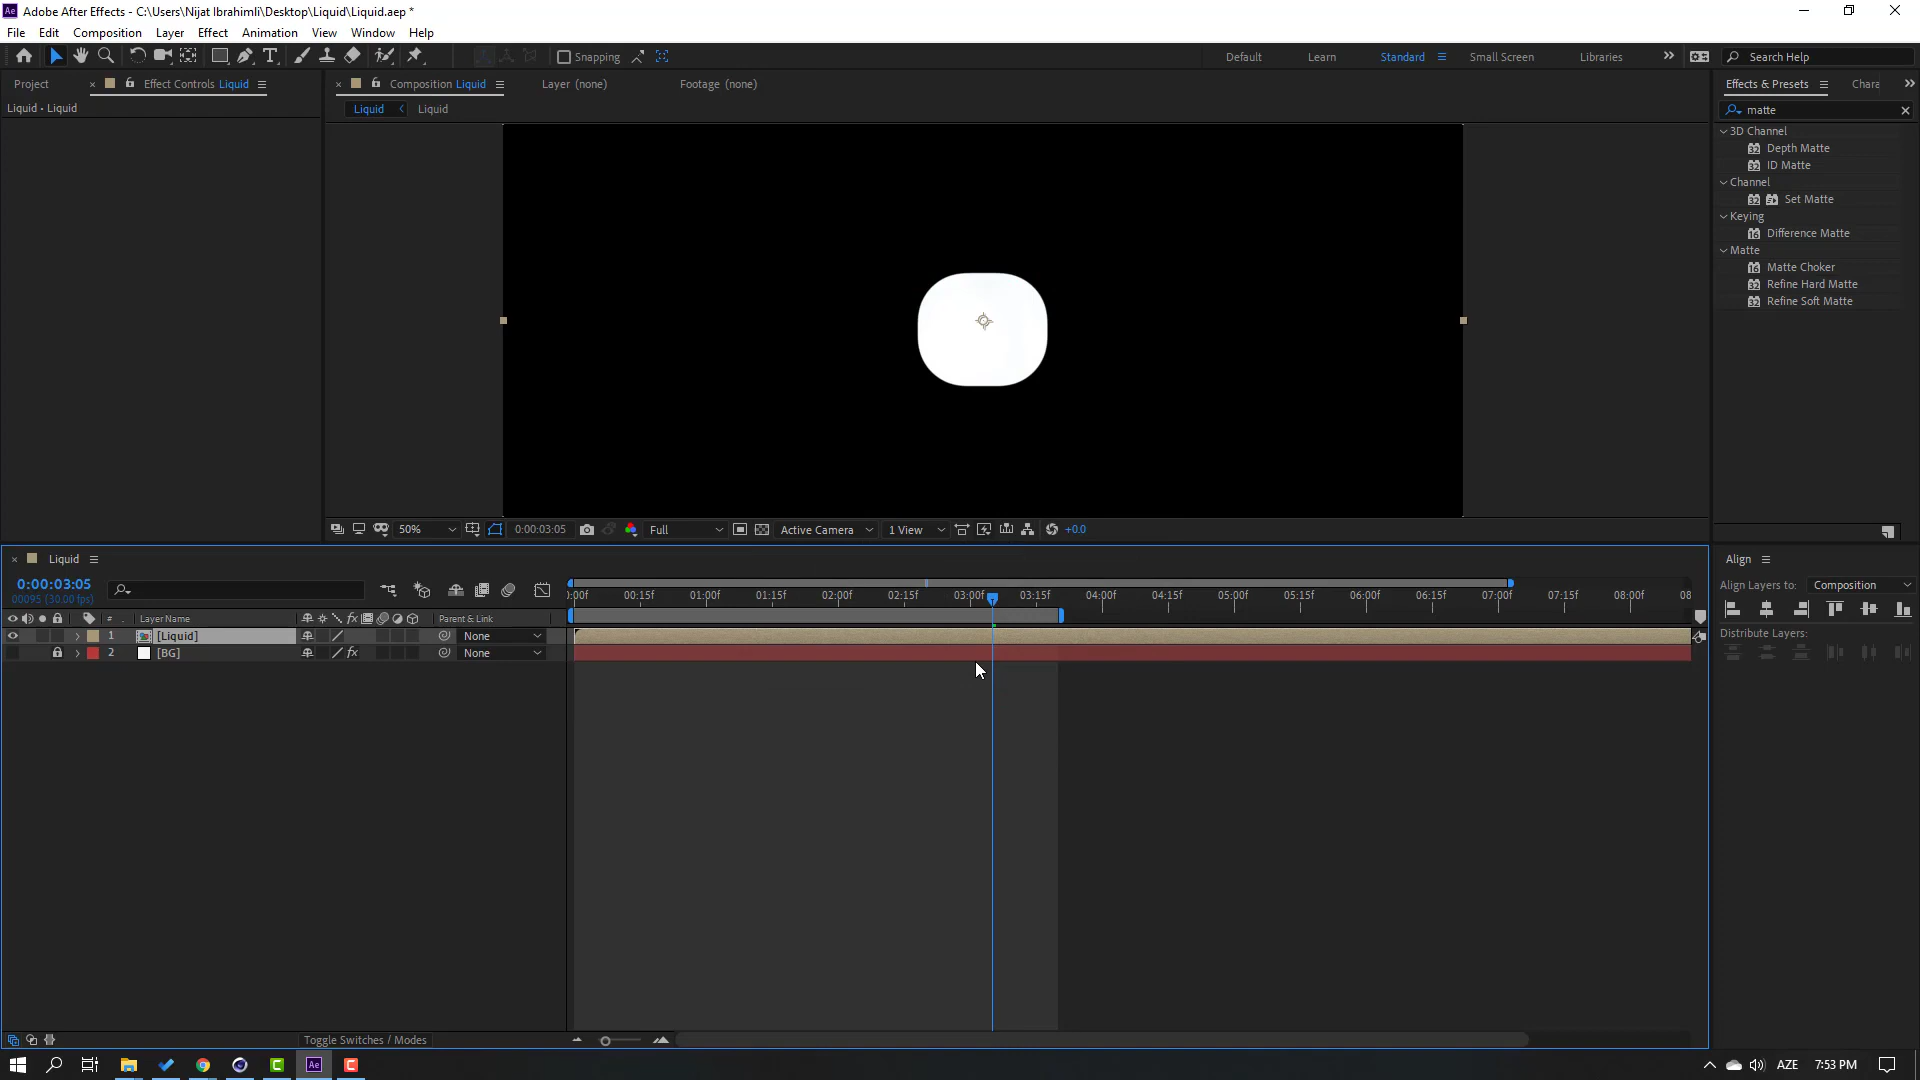 Adobe After Effects - C:\Users\Nijat Ibrahimli\Desktop\Liquid\Liquid.aep *
File Edit Composition Layer Effect Animation View Window Help
Snapping Default Learn Standard Small Screen Libraries Search Help
Project Effect Controls Liquid Composition Liquid Layer (none) Footage (none) Effects & Presets Chara
Liquid • Liquid
Liquid Liquid
matte
3D Channel
Depth Matte
ID Matte
Channel
Set Matte
Keying
Difference Matte
Matte
Matte Choker
Refine Hard Matte
Refine Soft Matte
50% 0:00:03:05 Full Active Camera 1 View +0.0
Liquid
Align
0:00:03:05
00095 (30.00 fps)
:00f 00:15f 01:00f 01:15f 02:00f 02:15f 03:00f 03:15f 04:00f 04:15f 05:00f 05:15f 06:00f 06:15f 07:00f 07:15f 08:00f 08
Align Layers to: Composition
# Layer Name Parent & Link
1 [Liquid] None
2 [BG] None
Distribute Layers:
Toggle Switches / Modes
AZE 7:53 PM